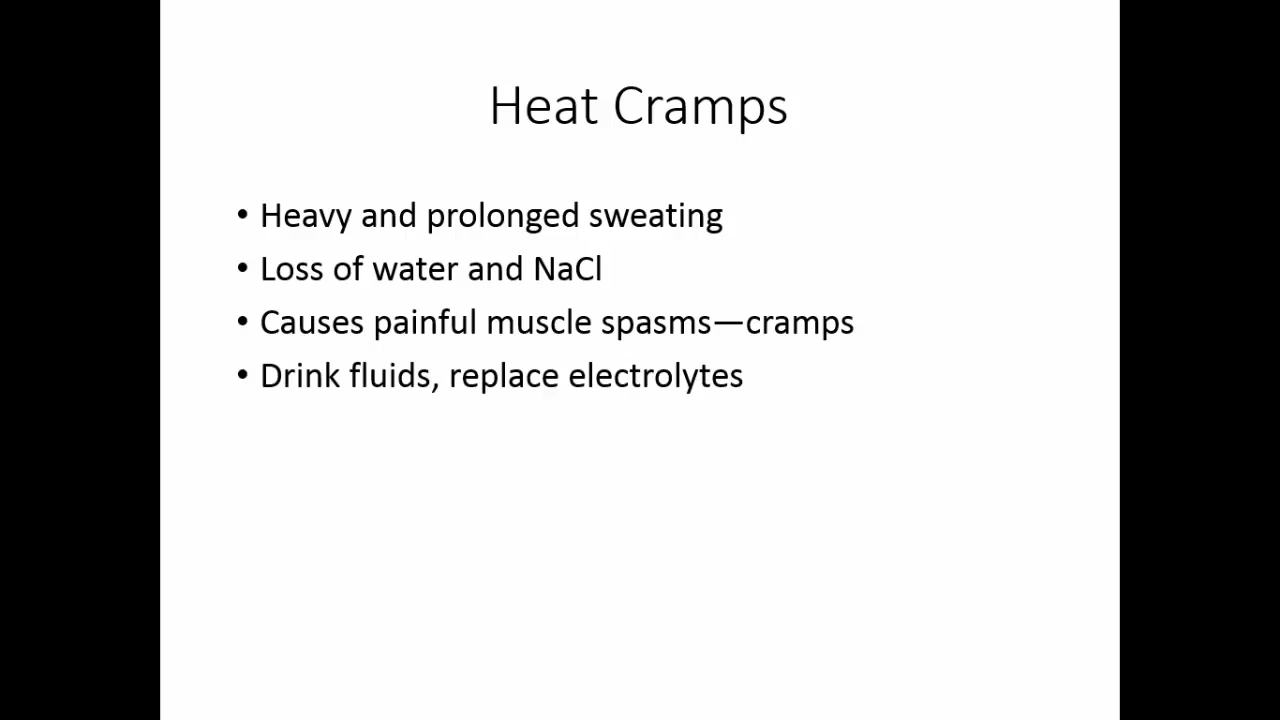 Heat Cramps
• Heavy and prolonged sweating
• Loss of water and NaCl
• Causes painful muscle spasms—cramps
• Drink fluids, replace electrolytes